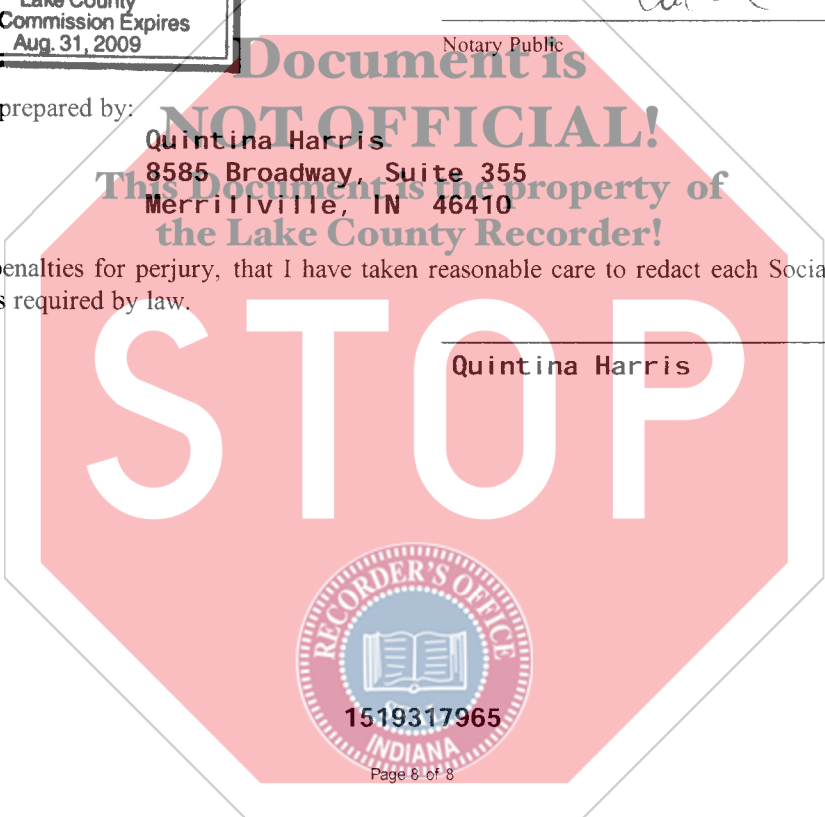 Lake County
Commission Expires
Aug. 31, 2009
Notary Public
Document is
NOT OFFICIAL!
This Document is the property of
the Lake County Recorder!
prepared by:
Quintina Harris
8585 Broadway, Suite 355
Merrillville, IN 46410
penalties for perjury, that I have taken reasonable care to redact each Socia
s required by law.
Quintina Harris
STOP
RECORDER'S OFFICE
SEAL
1519317965
INDIANA
Page 8 of 8